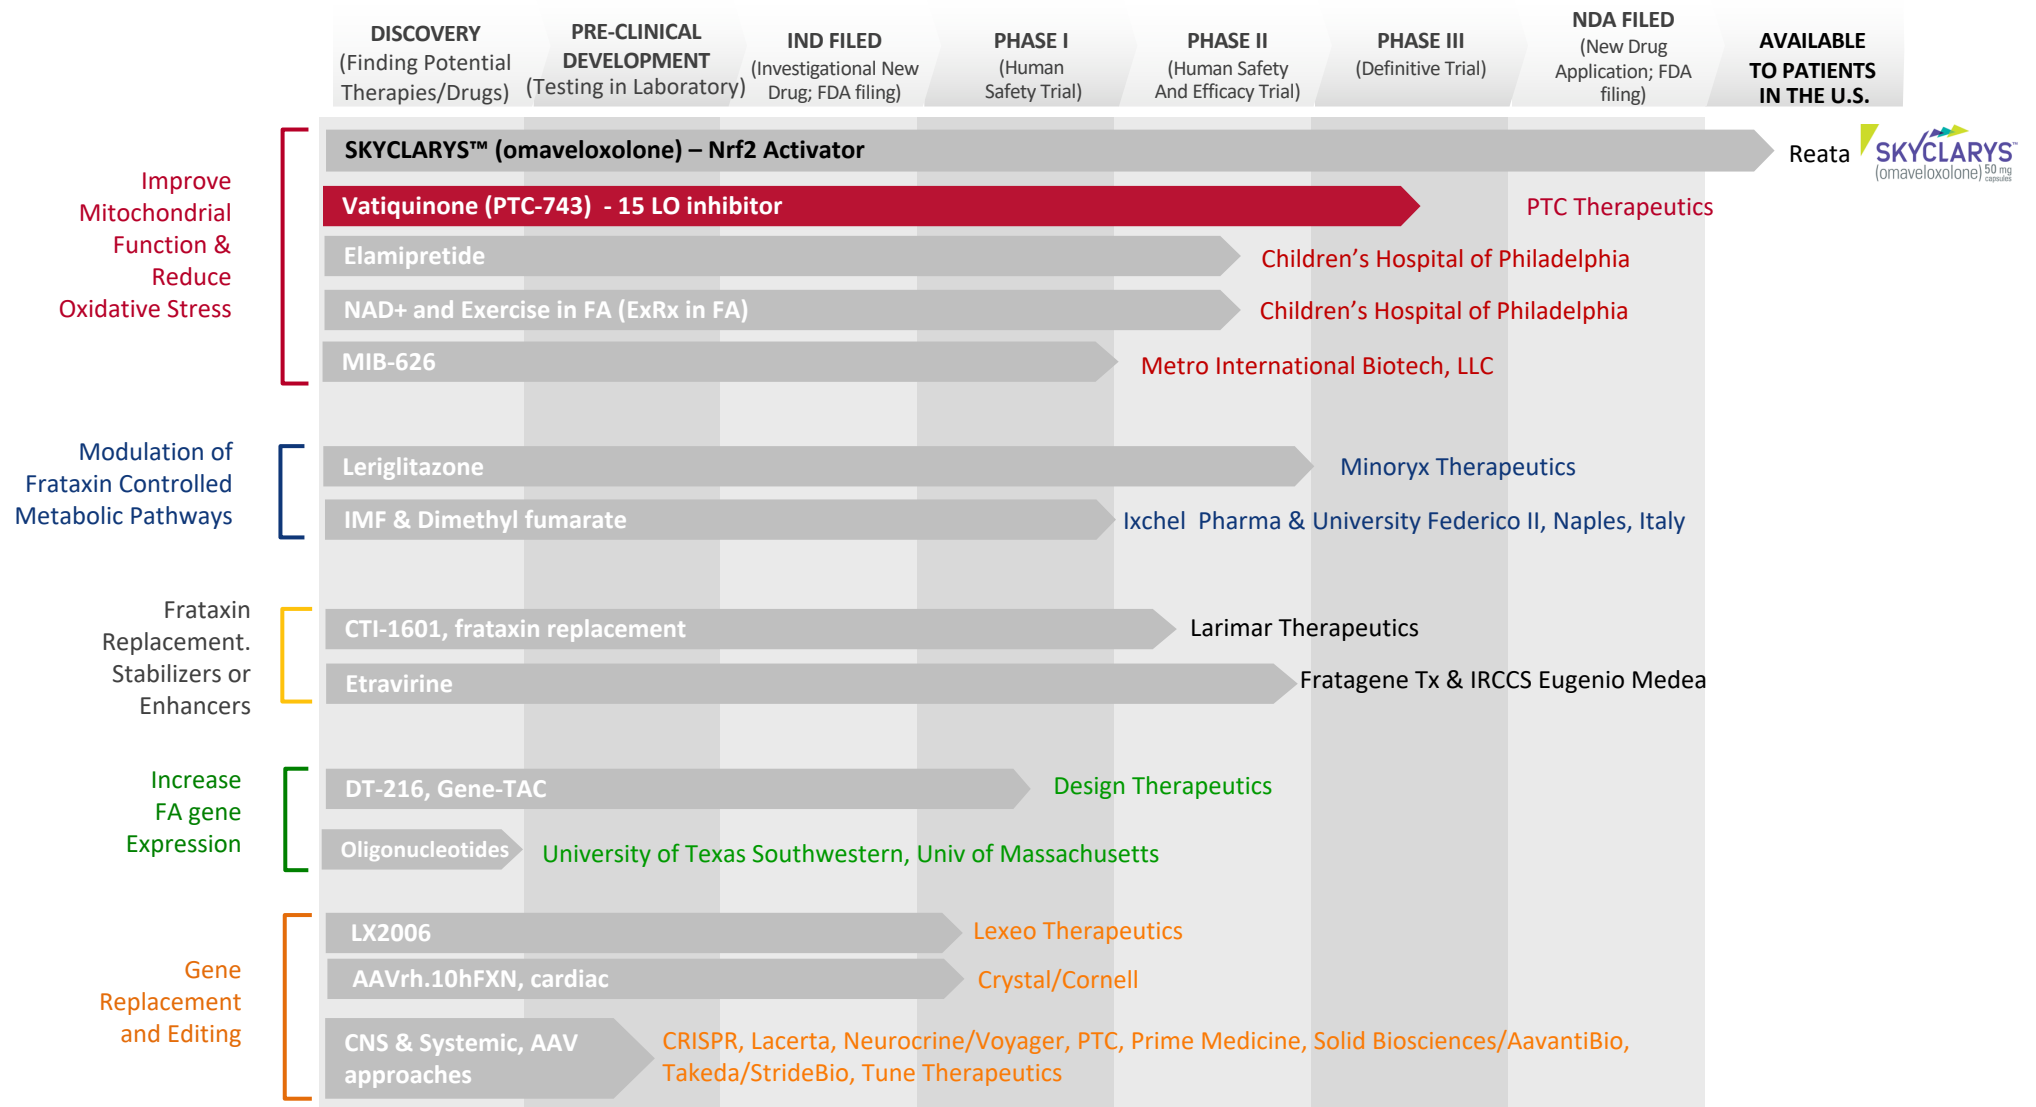 DISCOVERY
(Finding Potential
Therapies/Drugs)
PRE-CLINICAL
DEVELOPMENT
(Testing in Laboratory)
IND FILED
(Investigational New
Drug; FDA filing)
PHASE I
(Human
Safety Trial)
PHASE II
(Human Safety
And Efficacy Trial)
PHASE III
(Definitive Trial)
NDA FILED
(New Drug
Application; FDA
filing)
AVAILABLE
TO PATIENTS
IN THE U.S.
Improve
Mitochondrial
Function &
Reduce
Oxidative Stress
SKYCLARYS™ (omaveloxolone) – Nrf2 Activator
Reata
SKYCLARYS™
(omaveloxolone) 50 mg
capsules
Vatiquinone (PTC-743)  - 15 LO inhibitor
PTC Therapeutics
Elamipretide
Children's Hospital of Philadelphia
NAD+ and Exercise in FA (ExRx in FA)
Children's Hospital of Philadelphia
MIB-626
Metro International Biotech, LLC
Modulation of
Frataxin Controlled
Metabolic Pathways
Leriglitazone
Minoryx Therapeutics
IMF & Dimethyl fumarate
Ixchel  Pharma & University Federico II, Naples, Italy
Frataxin
Replacement.
Stabilizers or
Enhancers
CTI-1601, frataxin replacement
Larimar Therapeutics
Etravirine
Fratagene Tx & IRCCS Eugenio Medea
Increase
FA gene
Expression
DT-216, Gene-TAC
Design Therapeutics
Oligonucleotides
University of Texas Southwestern, Univ of Massachusetts
Gene
Replacement
and Editing
LX2006
Lexeo Therapeutics
AAVrh.10hFXN, cardiac
Crystal/Cornell
CNS & Systemic, AAV
approaches
CRISPR, Lacerta, Neurocrine/Voyager, PTC, Prime Medicine, Solid Biosciences/AavantiBio,
Takeda/StrideBio, Tune Therapeutics